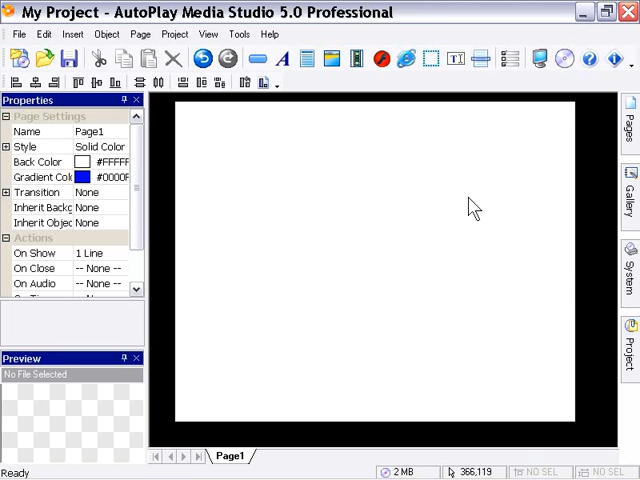 My Project - AutoPlay Media Studio 5.0 Professional
File Edit Insert Object Page Project View Tools Help
Properties
Page Settings
Name Page1
Style Solid Color
Back Color #FFFFF
Gradient Col #0000F
Transition None
Inherit Backg None
Inherit Objec None
Actions
On Show 1 Line
On Close -- None --
On Audio -- None --
Preview
No File Selected
Pages
Gallery
System
Project
Page1
Ready
2 MB
366,119
NO SEL
NO SEL